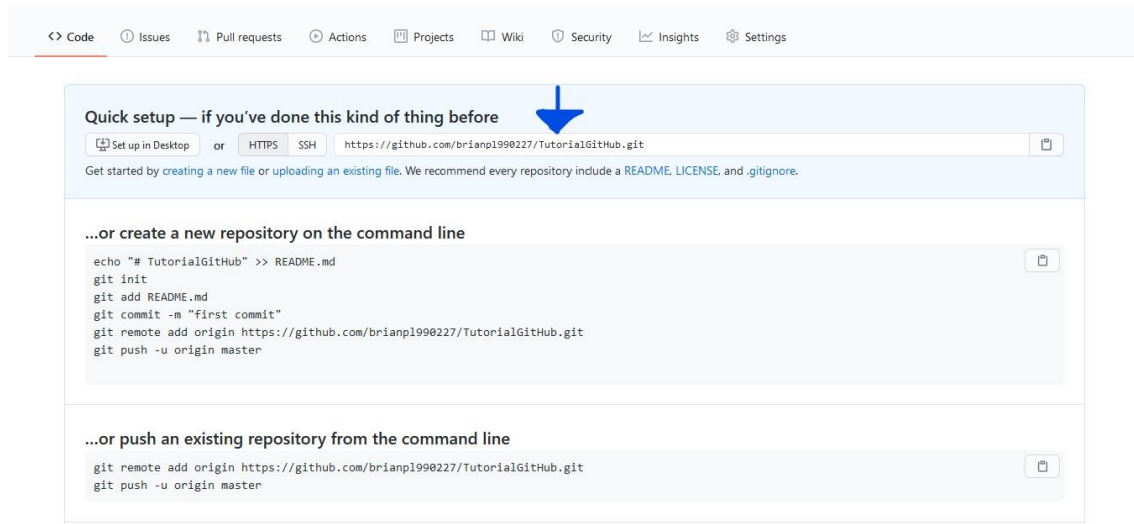 Code Issues Pull requests Actions Projects Wiki Security Insights Settings
Quick setup — if you’ve done this kind of thing before
Set up in Desktop or HTTPS SSH https://github.com/brianpl990227/TutorialGitHub.git
Get started by creating a new file or uploading an existing file. We recommend every repository include a README, LICENSE, and .gitignore.
…or create a new repository on the command line
echo "# TutorialGitHub" >> README.md
git init
git add README.md
git commit -m "first commit"
git remote add origin https://github.com/brianpl990227/TutorialGitHub.git
git push -u origin master
…or push an existing repository from the command line
git remote add origin https://github.com/brianpl990227/TutorialGitHub.git
git push -u origin master